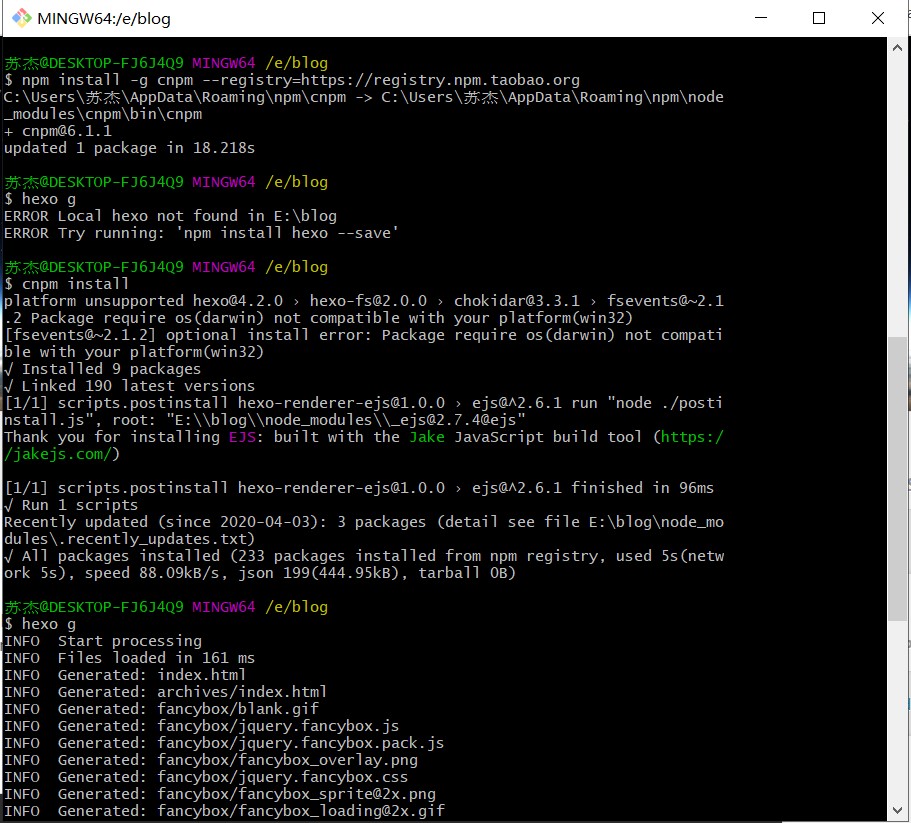 MINGW64:/e/blog
苏杰@DESKTOP-FJ6J4Q9 MINGW64 /e/blog
$ npm install -g cnpm --registry=https://registry.npm.taobao.org
C:\Users\苏杰\AppData\Roaming\npm\cnpm -> C:\Users\苏杰\AppData\Roaming\npm\node
_modules\cnpm\bin\cnpm
+ cnpm@6.1.1
updated 1 package in 18.218s
苏杰@DESKTOP-FJ6J4Q9 MINGW64 /e/blog
$ hexo g
ERROR Local hexo not found in E:\blog
ERROR Try running: 'npm install hexo --save'
苏杰@DESKTOP-FJ6J4Q9 MINGW64 /e/blog
$ cnpm install
platform unsupported hexo@4.2.0 › hexo-fs@2.0.0 › chokidar@3.3.1 › fsevents@~2.1
.2 Package require os(darwin) not compatible with your platform(win32)
[fsevents@~2.1.2] optional install error: Package require os(darwin) not compati
ble with your platform(win32)
√ Installed 9 packages
√ Linked 190 latest versions
[1/1] scripts.postinstall hexo-renderer-ejs@1.0.0 › ejs@^2.6.1 run "node ./posti
nstall.js", root: "E:\\blog\\node_modules\\_ejs@2.7.4@ejs"
Thank you for installing EJS: built with the Jake JavaScript build tool (https:/
/jakejs.com/)
[1/1] scripts.postinstall hexo-renderer-ejs@1.0.0 › ejs@^2.6.1 finished in 96ms
√ Run 1 scripts
Recently updated (since 2020-04-03): 3 packages (detail see file E:\blog\node_mo
dules\.recently_updates.txt)
√ All packages installed (233 packages installed from npm registry, used 5s(netw
ork 5s), speed 88.09kB/s, json 199(444.95kB), tarball 0B)
苏杰@DESKTOP-FJ6J4Q9 MINGW64 /e/blog
$ hexo g
INFO  Start processing
INFO  Files loaded in 161 ms
INFO  Generated: index.html
INFO  Generated: archives/index.html
INFO  Generated: fancybox/blank.gif
INFO  Generated: fancybox/jquery.fancybox.js
INFO  Generated: fancybox/jquery.fancybox.pack.js
INFO  Generated: fancybox/fancybox_overlay.png
INFO  Generated: fancybox/jquery.fancybox.css
INFO  Generated: fancybox/fancybox_sprite@2x.png
INFO  Generated: fancybox/fancybox_loading@2x.gif